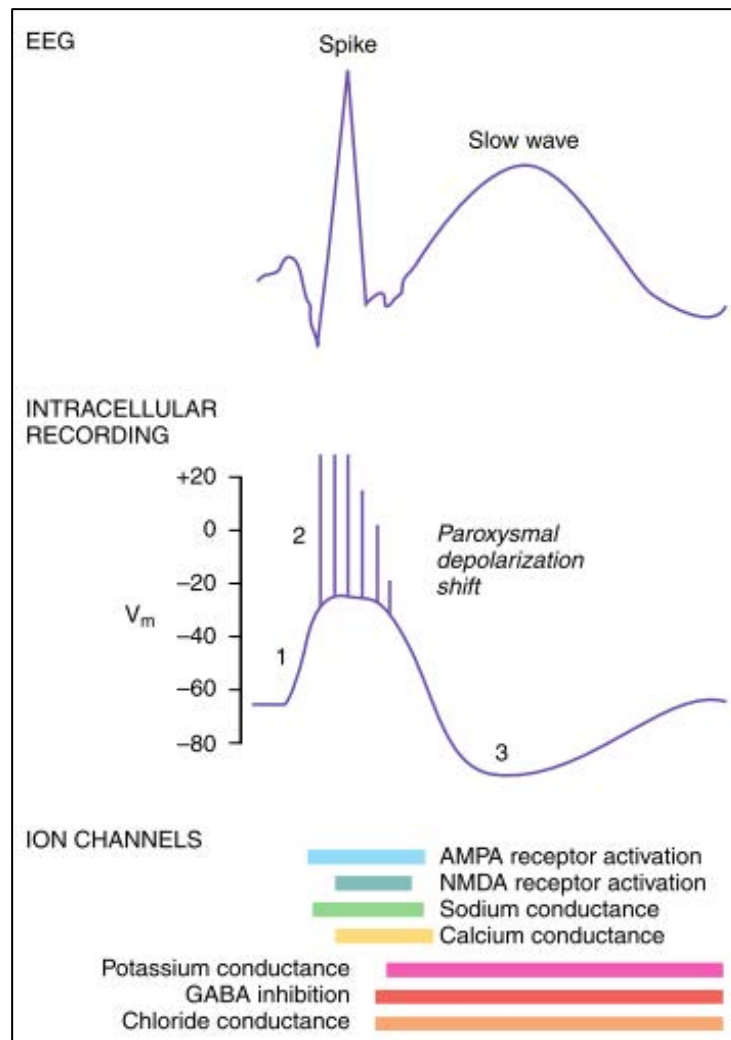 EEG
Spike
Slow wave
INTRACELLULAR
RECORDING
+20
0
−20
−40
−60
−80
Vm
1
2
3
Paroxysmal
depolarization
shift
ION CHANNELS
AMPA receptor activation
NMDA receptor activation
Sodium conductance
Calcium conductance
Potassium conductance
GABA inhibition
Chloride conductance